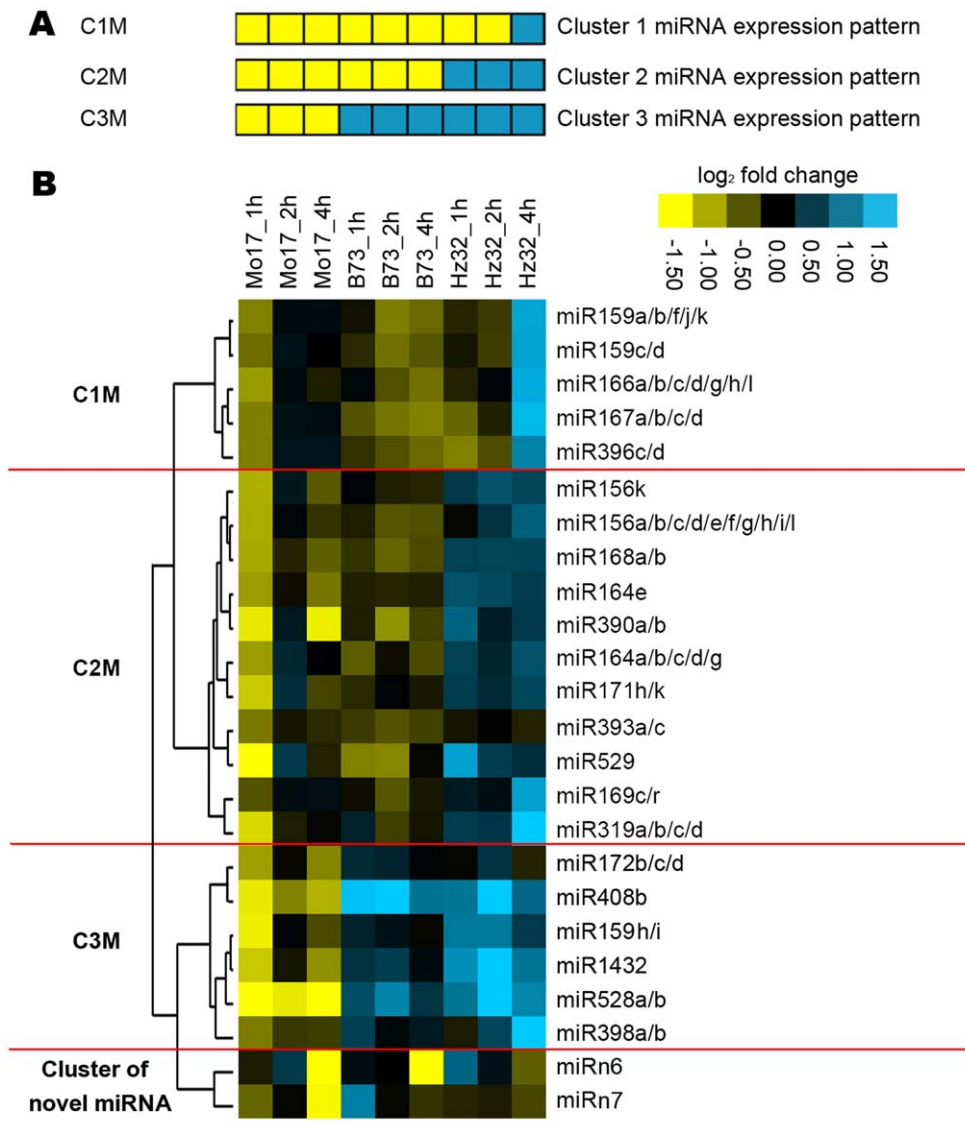 A
C1M Cluster 1 miRNA expression pattern
C2M Cluster 2 miRNA expression pattern
C3M Cluster 3 miRNA expression pattern
B
log₂ fold change
-1.50 -1.00 -0.50 0.00 0.50 1.00 1.50
Mo17_1h Mo17_2h Mo17_4h B73_1h B73_2h B73_4h Hz32_1h Hz32_2h Hz32_4h
C1M
miR159a/b/f/j/k
miR159c/d
miR166a/b/c/d/g/h/l
miR167a/b/c/d
miR396c/d
C2M
miR156k
miR156a/b/c/d/e/f/g/h/i/l
miR168a/b
miR164e
miR390a/b
miR164a/b/c/d/g
miR171h/k
miR393a/c
miR529
miR169c/r
miR319a/b/c/d
C3M
miR172b/c/d
miR408b
miR159h/i
miR1432
miR528a/b
miR398a/b
Cluster of
novel miRNA
miRn6
miRn7